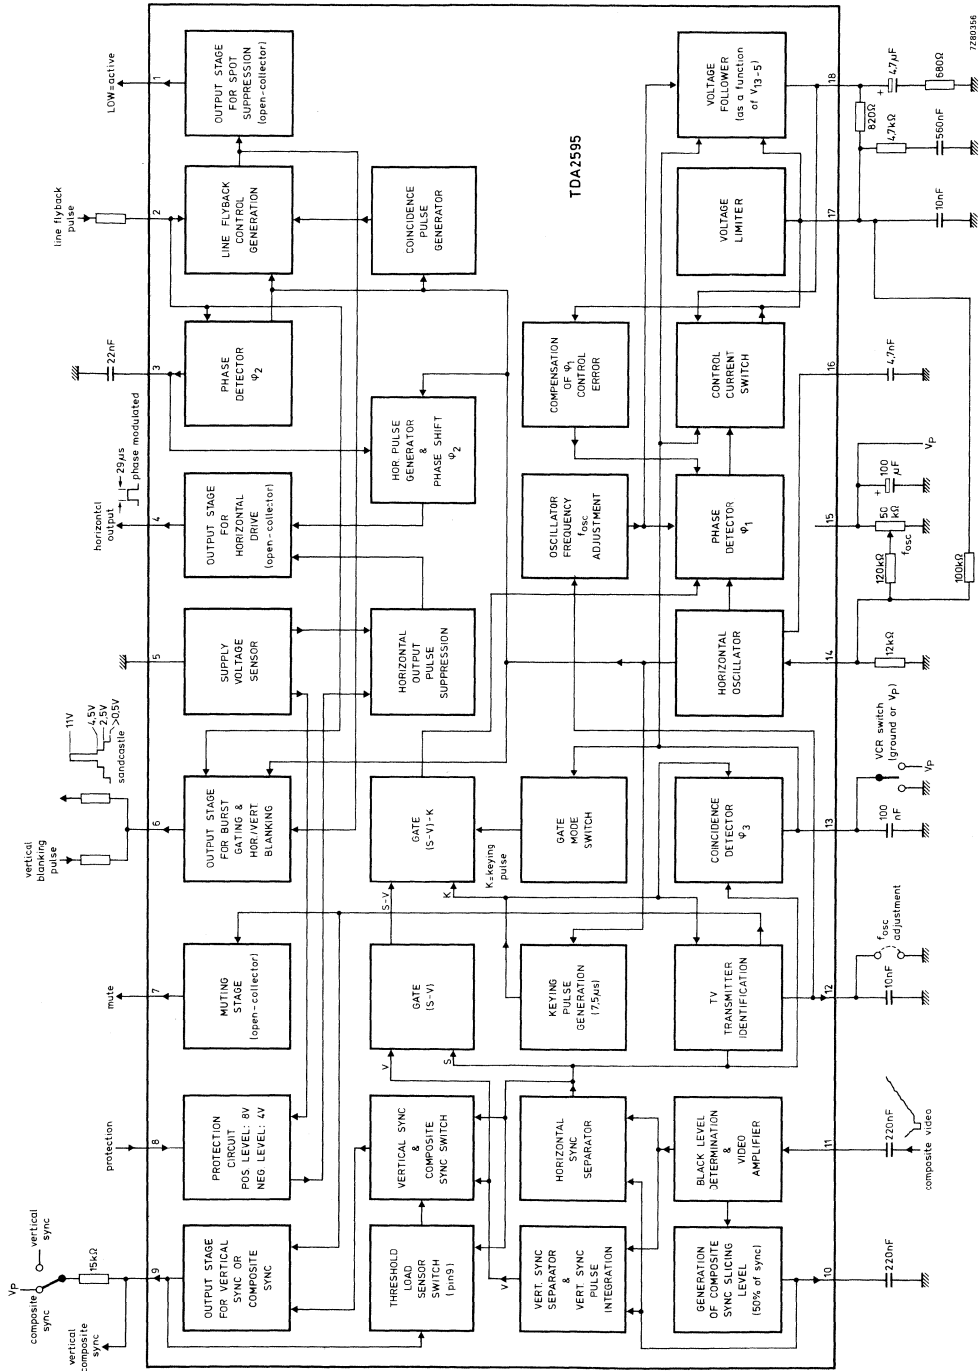 LOW=active
1
OUTPUT STAGE
FOR SPOT
SUPPRESSION
(open-collector)
line flyback
pulse
2
LINE FLYBACK
CONTROL
GENERATION
COINCIDENCE
PULSE
GENERATOR
22nF
3
PHASE
DETECTOR
φ2
HOR. PULSE
GENERATOR
&
PHASE SHIFT
φ2
29µs
phase modulated
horizontal
output
4
OUTPUT STAGE
FOR
HORIZONTAL
DRIVE
(open-collector)
5
SUPPLY
VOLTAGE
SENSOR
HORIZONTAL
OUTPUT
PULSE
SUPPRESSION
11V
4,5V
2,5V
>0,5V
sandcastle
vertical
blanking
pulse
6
OUTPUT STAGE
FOR BURST
GATING &
HOR/VERT.
BLANKING
GATE
(S-V)-K
K=keying
pulse
GATE
MODE
SWITCH
mute
7
MUTING
STAGE
(open-collector)
S-V
K
GATE
(S-V)
V
S
KEYING
PULSE
GENERATION
(7,5µs)
protection
8
PROTECTION
CIRCUIT
POS LEVEL: 8V
NEG LEVEL: 4V
VERTICAL SYNC
&
COMPOSITE
SYNC SWITCH
HORIZONTAL
SYNC
SEPARATOR
VP
composite
sync
vertical
sync
15kΩ
vertical
composite
sync
9
OUTPUT STAGE
FOR VERTICAL
SYNC OR
COMPOSITE
SYNC
THRESHOLD
LOAD
SENSOR
SWITCH
(pin9)
V
VERT. SYNC
SEPARATOR
&
VERT. SYNC
PULSE
INTEGRATION
TDA2595
VOLTAGE
FOLLOWER
(as a function
of V13-5)
18
4,7µF
+
680Ω
820Ω
4,7kΩ
560nF
VOLTAGE
LIMITER
17
10nF
COMPENSATION
OF φ1
CONTROL
ERROR
CONTROL
CURRENT
SWITCH
16
4,7nF
OSCILLATOR
FREQUENCY
fosc
ADJUSTMENT
PHASE
DETECTOR
φ1
15
VP
100
µF
+
50
kΩ
fosc
120kΩ
100kΩ
HORIZONTAL
OSCILLATOR
14
12kΩ
COINCIDENCE
DETECTOR
φ3
13
100
nF
VCR switch
(ground or VP)
VP
TV
TRANSMITTER
IDENTIFICATION
12
10nF
fosc
adjustment
BLACK LEVEL
DETERMINATION
&
VIDEO
AMPLIFIER
11
220nF
composite video
GENERATION
OF COMPOSITE
SYNC SLICING
LEVEL
(50% of sync)
10
220nF
7Z80356